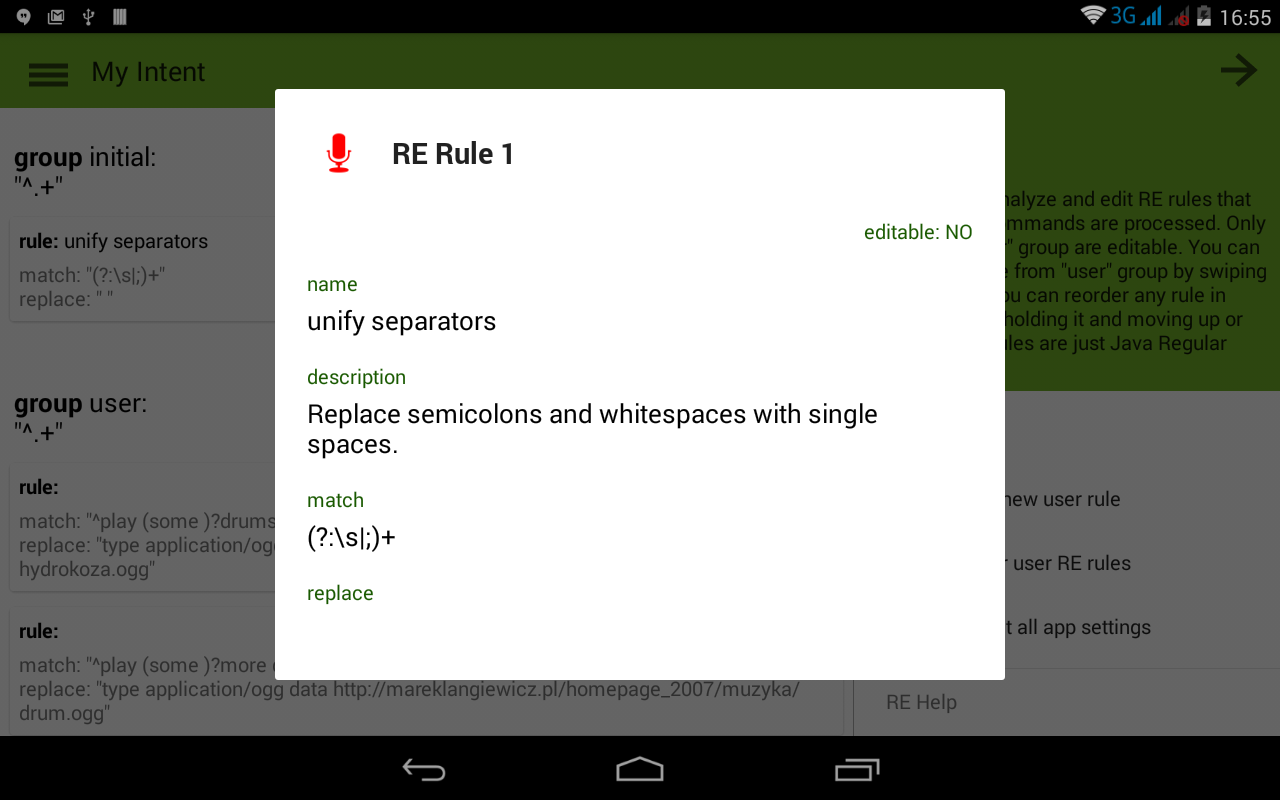 3G 16:55
My Intent
group initial:
"^.+"
rule: unify separators
match: "(?:\s|;)+"
replace: " "
group user:
"^.+"
rule:
match: "^play (some )?drums
replace: "type application/ogg
hydrokoza.ogg"
rule:
match: "^play (some )?more
replace: "type application/ogg data http://mareklangiewicz.pl/homepage_2007/muzyka/
drum.ogg"
RE Rule 1
editable: NO
name
unify separators
description
Replace semicolons and whitespaces with single
spaces.
match
(?:\s|;)+
replace
analyze and edit RE rules that
commands are processed. Only
" group are editable. You can
from "user" group by swiping
you can reorder any rule in
holding it and moving up or
rules are just Java Regular
new user rule
user RE rules
all app settings
RE Help